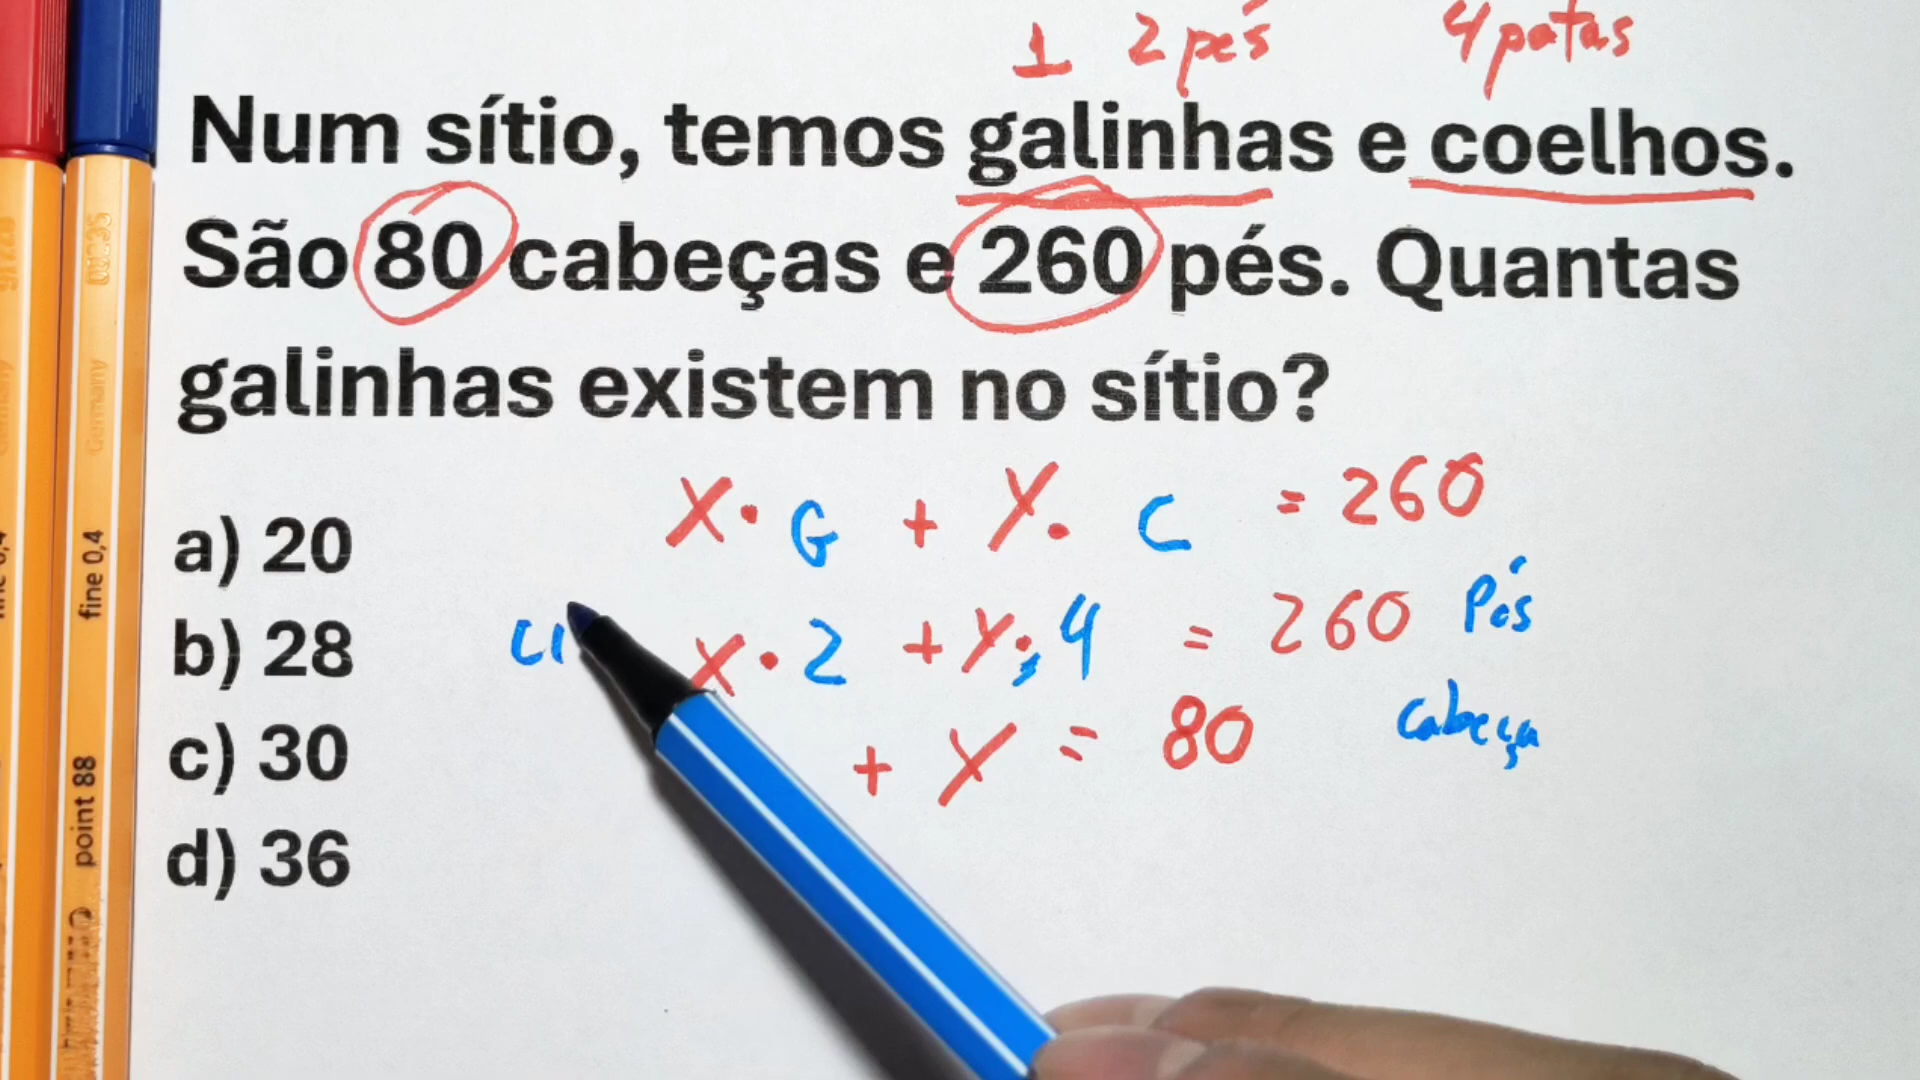 1 2 pés 4 patas
Num sítio, temos galinhas e coelhos.
São 80 cabeças e 260 pés. Quantas
galinhas existem no sítio?
a) 20
b) 28
c) 30
d) 36
X · G + Y · C = 260
X · 2 + Y · 4 = 260 Pés
+ Y = 80 Cabeça
fine 0,4
point 88
Germany